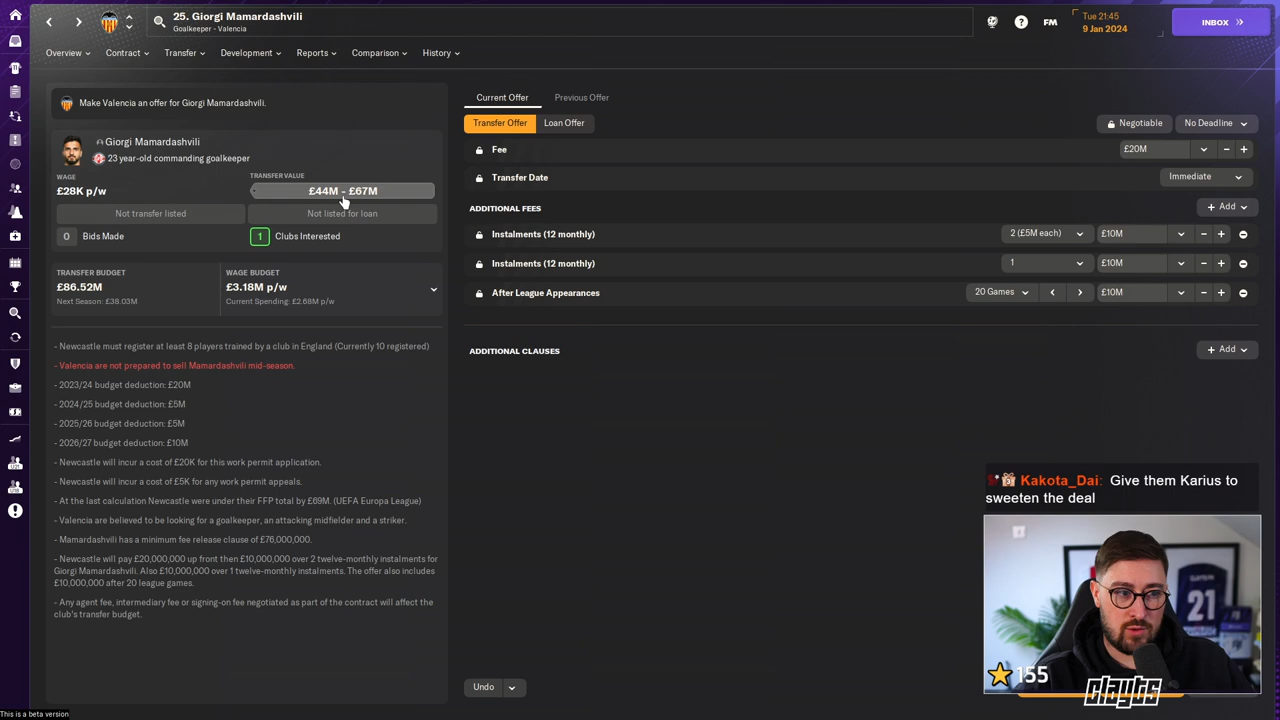 25. Giorgi Mamardashvili
Goalkeeper - Valencia
FM
Tue 21:45
9 Jan 2024
INBOX
Overview
Contract
Transfer
Development
Reports
Comparison
History
Make Valencia an offer for Giorgi Mamardashvili.
Giorgi Mamardashvili
23 year-old commanding goalkeeper
WAGE
£28K p/w
TRANSFER VALUE
£44M - £67M
Not transfer listed
Not listed for loan
0 Bids Made
1 Clubs Interested
TRANSFER BUDGET
£86.52M
Next Season: £38.03M
WAGE BUDGET
£3.18M p/w
Current Spending: £2.68M p/w
- Newcastle must register at least 8 players trained by a club in England (Currently 10 registered)
- Valencia are not prepared to sell Mamardashvili mid-season.
- 2023/24 budget deduction: £20M
- 2024/25 budget deduction: £5M
- 2025/26 budget deduction: £5M
- 2026/27 budget deduction: £10M
- Newcastle will incur a cost of £20K for this work permit application.
- Newcastle will incur a cost of £5K for any work permit appeals.
- At the last calculation Newcastle were under their FFP total by £69M. (UEFA Europa League)
- Valencia are believed to be looking for a goalkeeper, an attacking midfielder and a striker.
- Mamardashvili has a minimum fee release clause of £76,000,000.
- Newcastle will pay £20,000,000 up front then £10,000,000 over 2 twelve-monthly instalments for
Giorgi Mamardashvili. Also £10,000,000 over 1 twelve-monthly instalments. The offer also includes
£10,000,000 after 20 league games.
- Any agent fee, intermediary fee or signing-on fee negotiated as part of the contract will affect the
club's transfer budget.
Current Offer
Previous Offer
Transfer Offer
Loan Offer
Negotiable
No Deadline
Fee
£20M
Transfer Date
Immediate
ADDITIONAL FEES
Add
Instalments (12 monthly)
2 (£5M each)
£10M
Instalments (12 monthly)
1
£10M
After League Appearances
20 Games
£10M
ADDITIONAL CLAUSES
Add
Undo
Kakota_Dai: Give them Karius to
sweeten the deal
21
155
clayts
This is a beta version